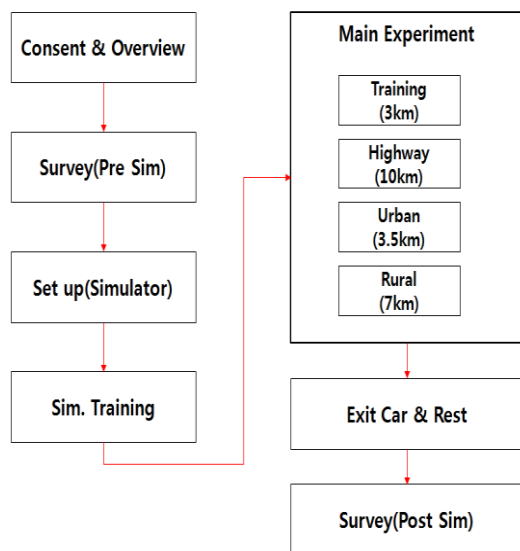 Consent & Overview
Survey(Pre Sim)
Set up(Simulator)
Sim. Training
Main Experiment
Training
(3km)
Highway
(10km)
Urban
(3.5km)
Rural
(7km)
Exit Car & Rest
Survey(Post Sim)